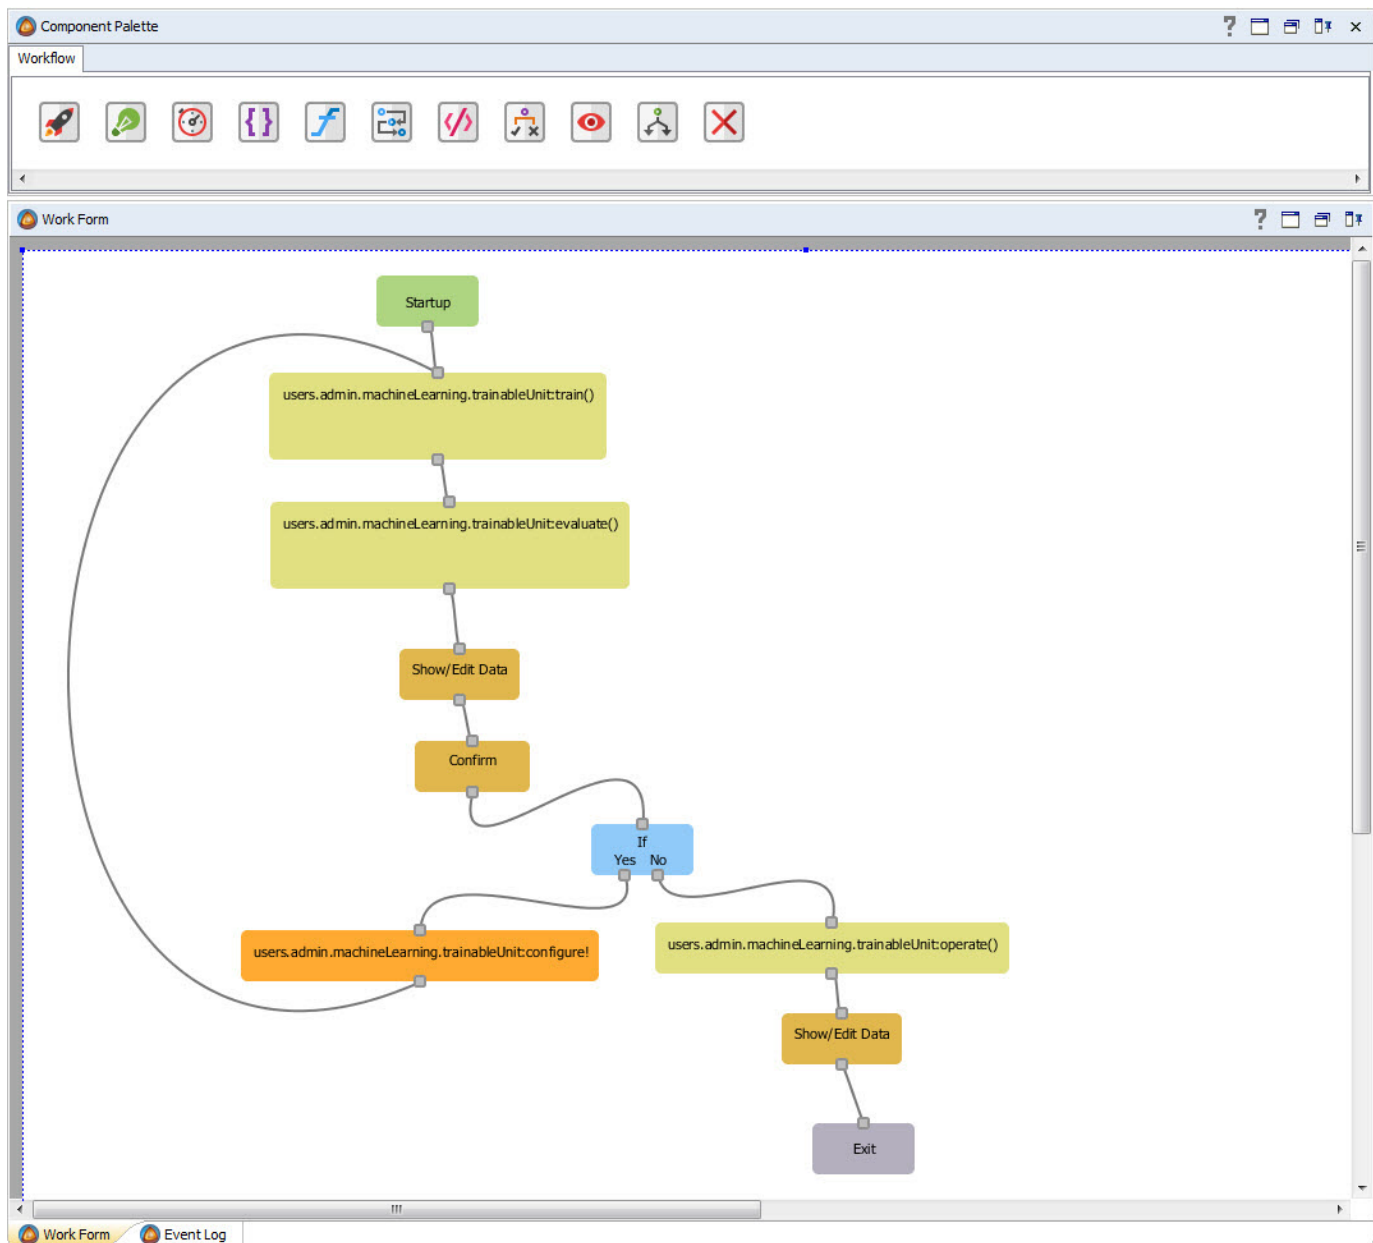 Component Palette
Workflow
Work Form
Startup
users.admin.machineLearning.trainableUnit:train()
users.admin.machineLearning.trainableUnit:evaluate()
Show/Edit Data
Confirm
If
Yes No
users.admin.machineLearning.trainableUnit:configure!
users.admin.machineLearning.trainableUnit:operate()
Show/Edit Data
Exit
Work Form
Event Log